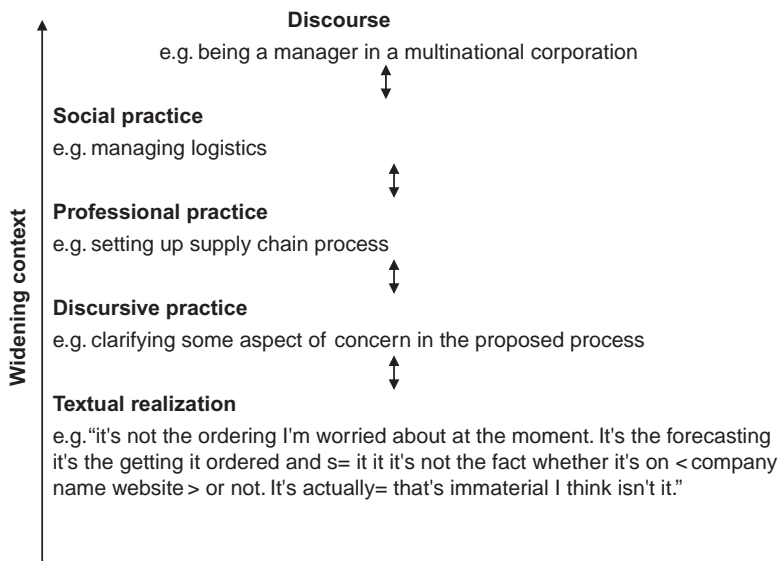 Discourse
e.g. being a manager in a multinational corporation
Social practice
e.g. managing logistics
Professional practice
e.g. setting up supply chain process
Discursive practice
e.g. clarifying some aspect of concern in the proposed process
Textual realization
e.g. “it's not the ordering I'm worried about at the moment. It's the forecasting
it's the getting it ordered and s= it it it's not the fact whether it's on < company
name website > or not. It's actually= that's immaterial I think isn't it.”
Widening context